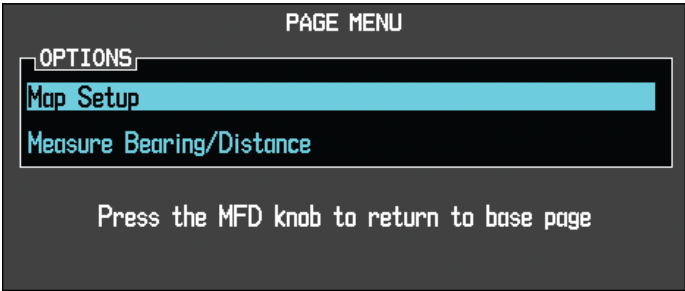 PAGE MENU
OPTIONS
Map Setup
Measure Bearing/Distance
Press the MFD knob to return to base page